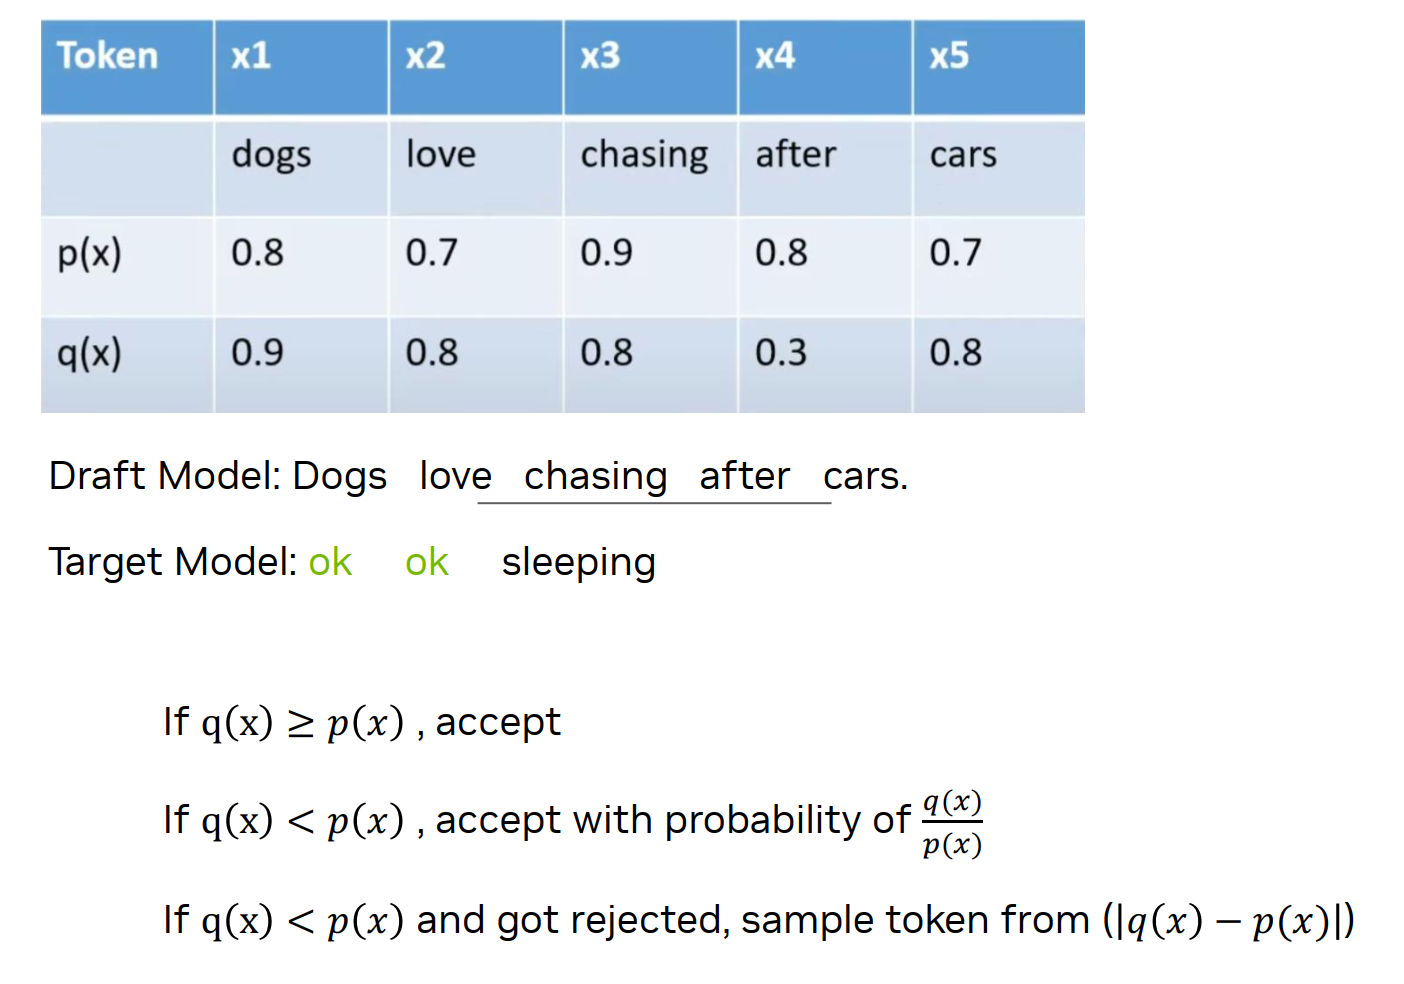 Token x1 x2 x3 x4 x5
dogs love chasing after cars
p(x) 0.8 0.7 0.9 0.8 0.7
q(x) 0.9 0.8 0.8 0.3 0.8
Draft Model: Dogs love chasing after cars.
Target Model: ok ok sleeping
If q(x) ≥ p(x) , accept
If q(x) < p(x) , accept with probability of q(x)/p(x)
If q(x) < p(x) and got rejected, sample token from (|q(x) − p(x)|)